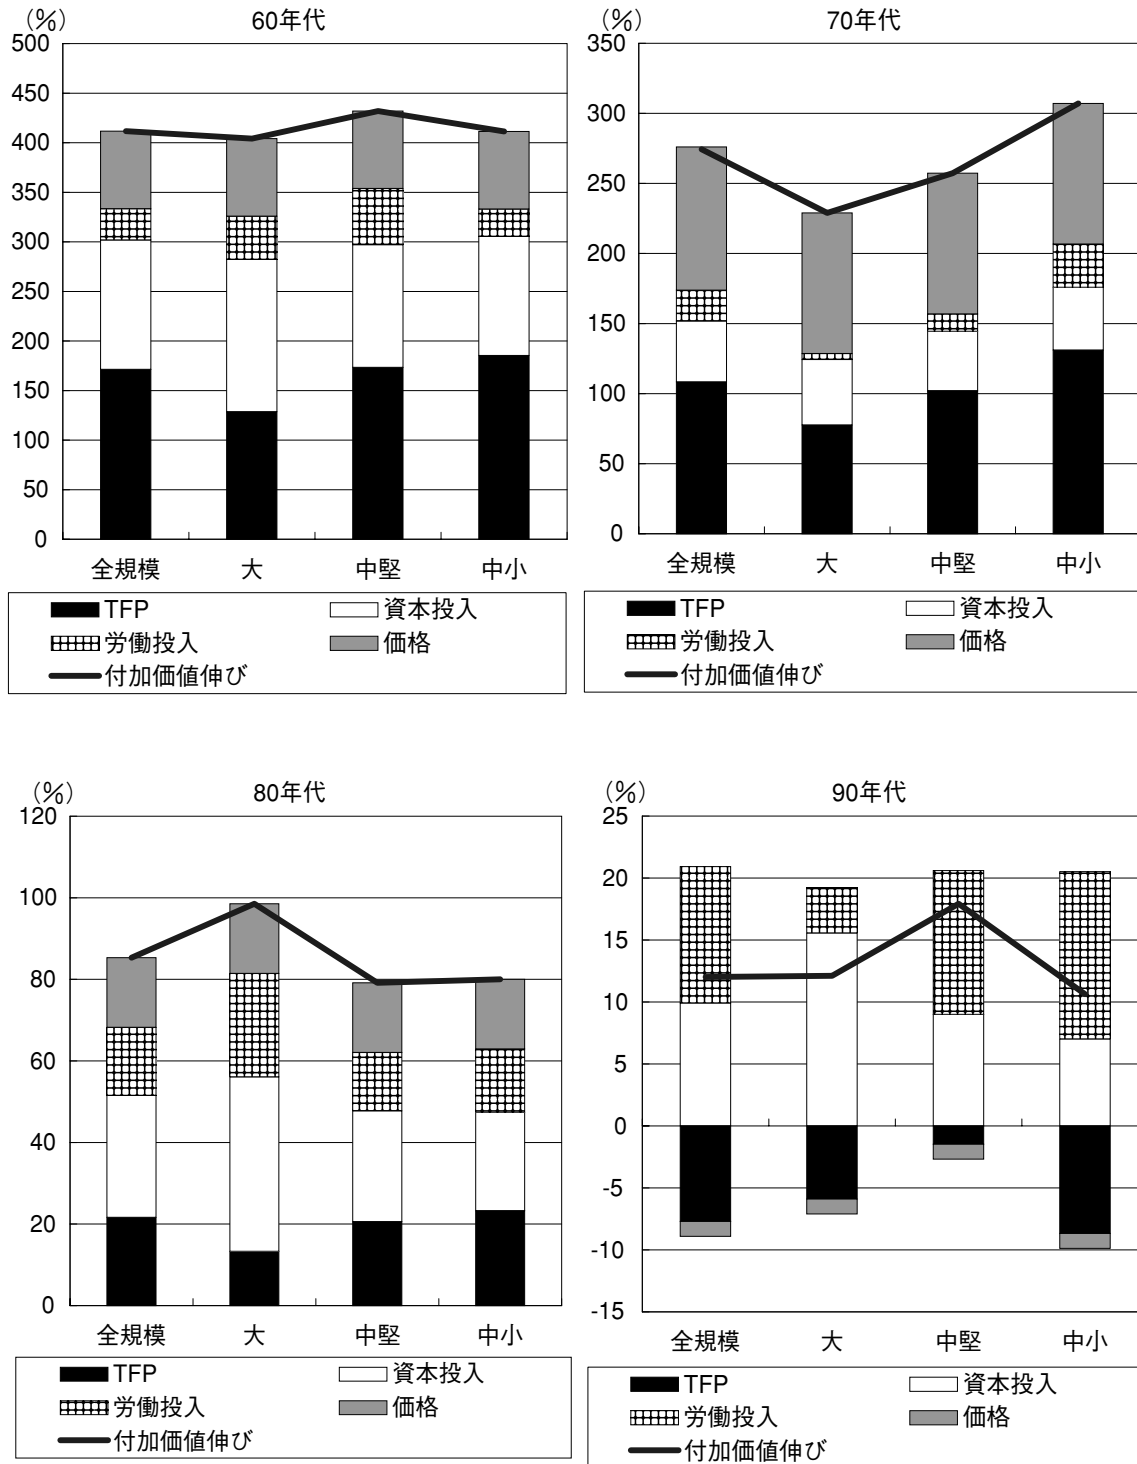 (%)
60年代
500
450
400
350
300
250
200
150
100
50
0
全規模 大 中堅 中小
TFP 資本投入
労働投入 価格
付加価値伸び
70年代
350
300
250
200
150
100
50
0
全規模 大 中堅 中小
TFP 資本投入
労働投入 価格
付加価値伸び
(%)
80年代
120
100
80
60
40
20
0
全規模 大 中堅 中小
TFP 資本投入
労働投入 価格
付加価値伸び
(%)
90年代
25
20
15
10
5
0
-5
-10
-15
全規模 大 中堅 中小
TFP 資本投入
労働投入 価格
付加価値伸び